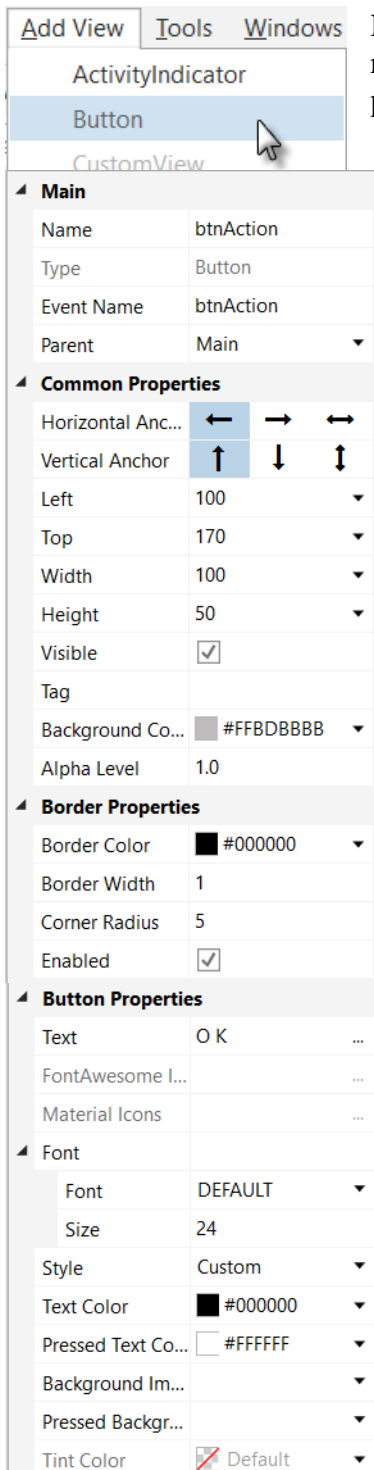 Add View Tools Windows
ActivityIndicator
Button
CustomView
Main
Name btnAction
Type Button
Event Name btnAction
Parent Main
Common Properties
Horizontal Anc...
Vertical Anchor
Left 100
Top 170
Width 100
Height 50
Visible
Tag
Background Co... #FFBDBBBB
Alpha Level 1.0
Border Properties
Border Color #000000
Border Width 1
Corner Radius 5
Enabled
Button Properties
Text O K ...
FontAwesome I... ...
Material Icons ...
Font
Font DEFAULT
Size 24
Style Custom
Text Color #000000
Pressed Text Co... #FFFFFF
Background Im...
Pressed Backgr...
Tint Color Default